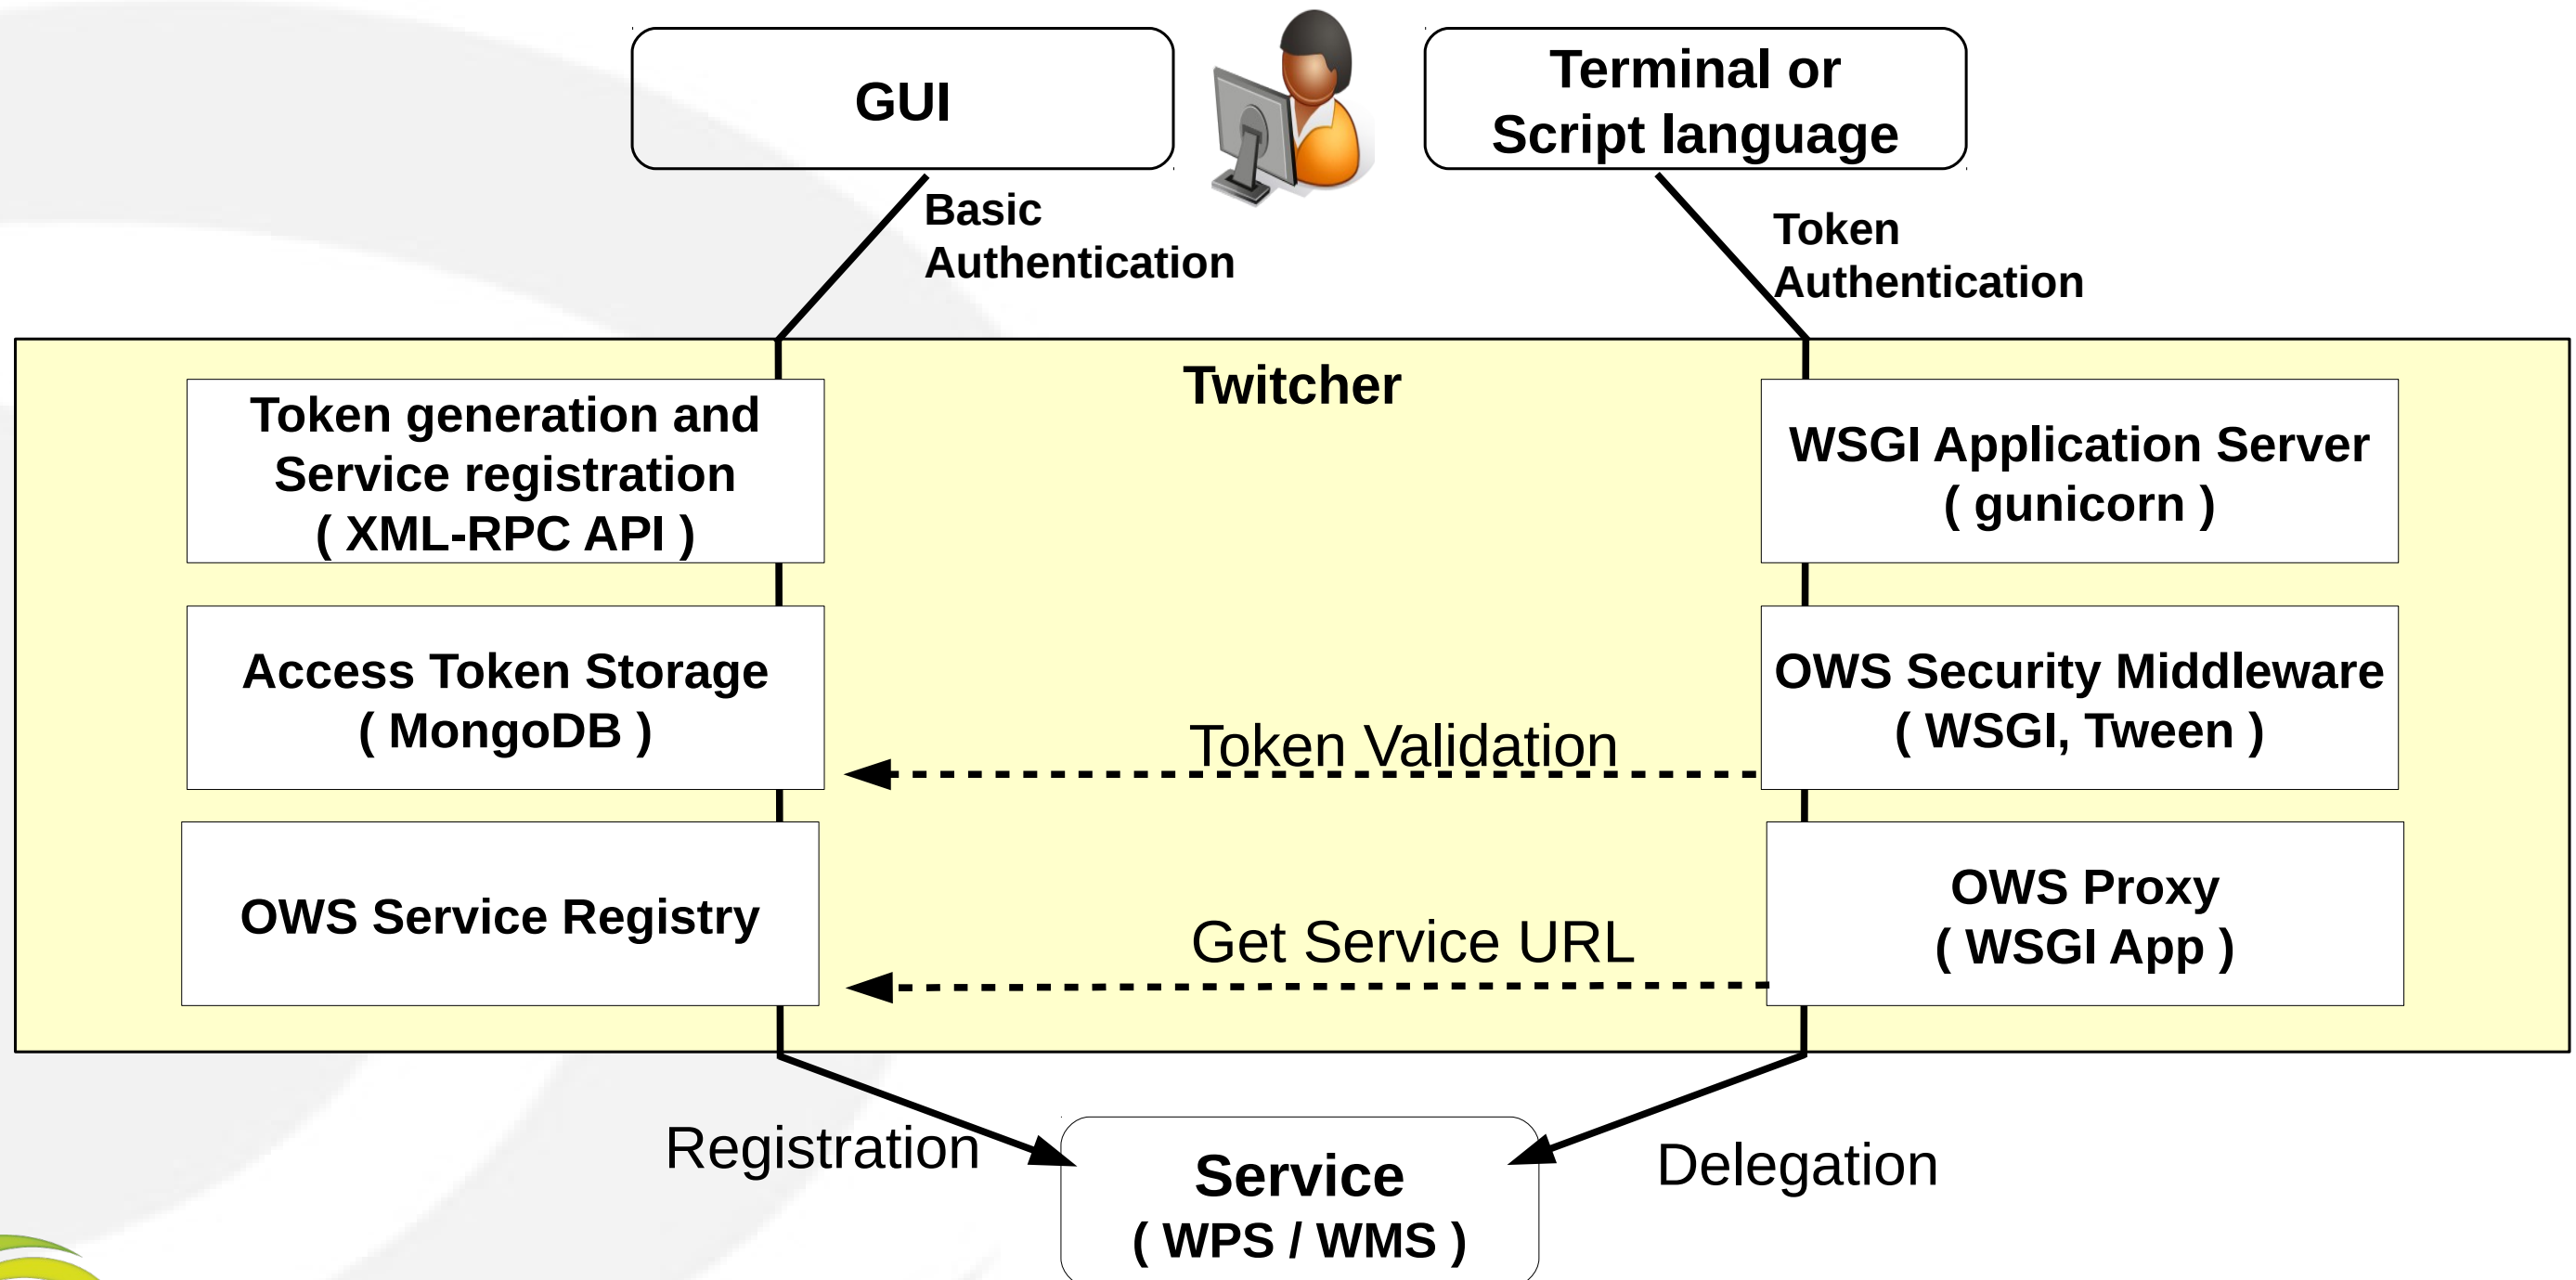 GUI
Terminal or
Script language
Basic
Authentication
Token
Authentication
Twitcher
Token generation and
Service registration
( XML-RPC API )
WSGI Application Server
( gunicorn )
Access Token Storage
( MongoDB )
OWS Security Middleware
( WSGI, Tween )
Token Validation
OWS Service Registry
OWS Proxy
( WSGI App )
Get Service URL
Registration
Delegation
Service
( WPS / WMS )